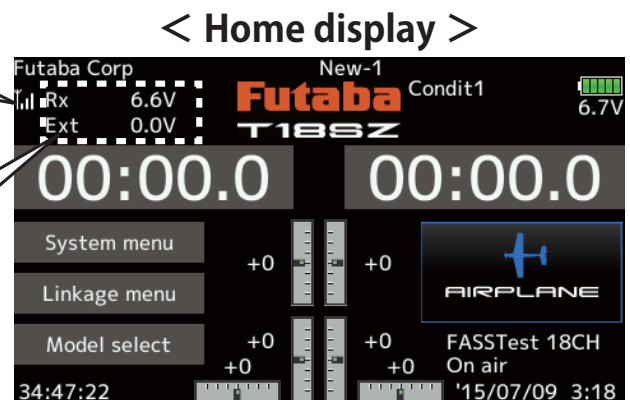 ＜ Home display ＞
Futaba Corp
New-1
Condit1
Rx 6.6V
Ext 0.0V
Futaba
T18SZ
6.7V
00:00.0
00:00.0
System menu
Linkage menu
Model select
+0
+0
+0
+0
+0
+0
AIRPLANE
FASSTest 18CH
On air
34:47:22
'15/07/09 3:18